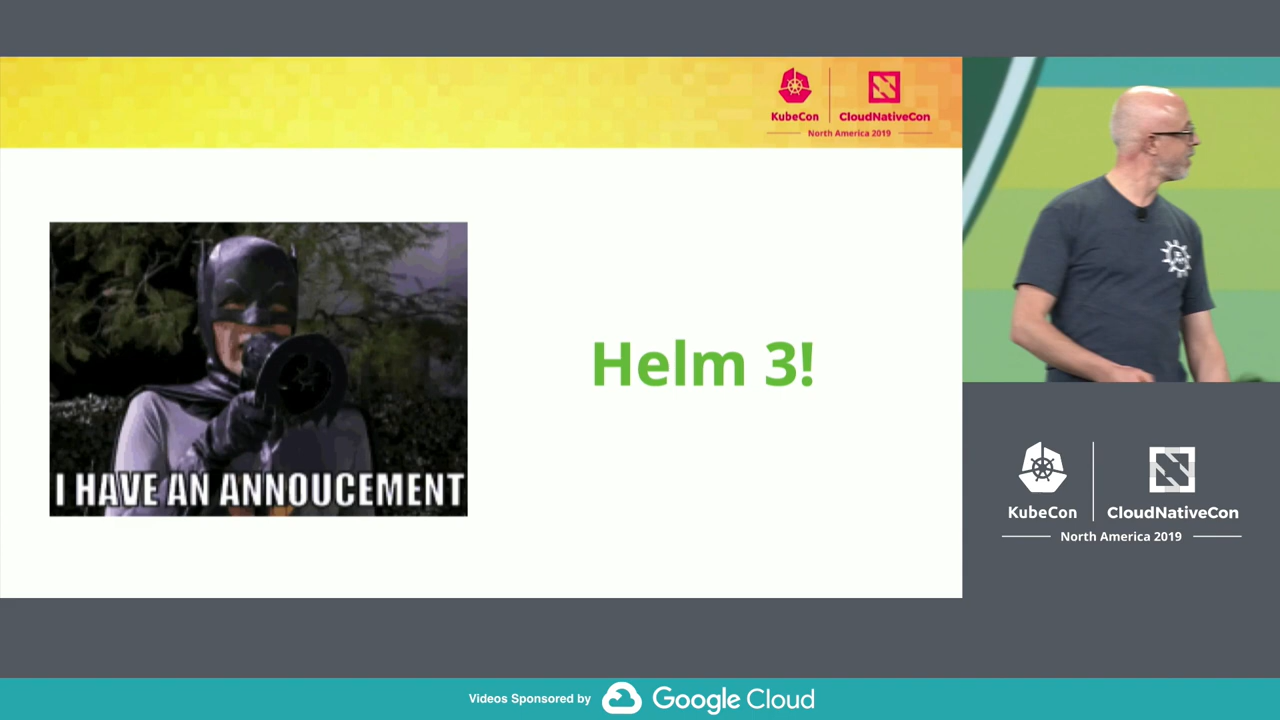 KubeCon
CloudNativeCon
North America 2019
I HAVE AN ANNOUCEMENT
Helm 3!
KubeCon
CloudNativeCon
North America 2019
Videos Sponsored by
Google Cloud